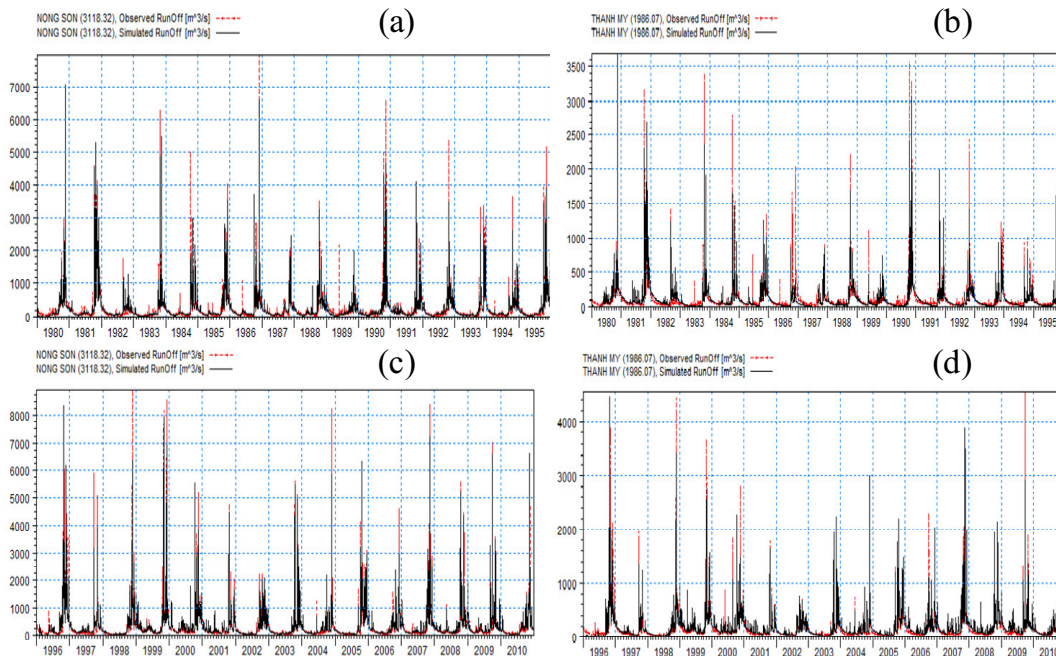 NONG SON (3118.32), Observed RunOff [m^3/s]
NONG SON (3118.32), Simulated RunOff [m^3/s]
(a)
7000
6000
5000
4000
3000
2000
1000
0
1980 1981 1982 1983 1984 1985 1986 1987 1988 1989 1990 1991 1992 1993 1994 1995
THANH MY (1986.07), Observed RunOff [m^3/s]
THANH MY (1986.07), Simulated RunOff [m^3/s]
(b)
3500
3000
2500
2000
1500
1000
500
0
1980 1981 1982 1983 1984 1985 1986 1987 1988 1989 1990 1991 1992 1993 1994 1995
NONG SON (3118.32), Observed RunOff [m^3/s]
NONG SON (3118.32), Simulated RunOff [m^3/s]
(c)
8000
7000
6000
5000
4000
3000
2000
1000
0
1996 1997 1998 1999 2000 2001 2002 2003 2004 2005 2006 2007 2008 2009 2010
THANH MY (1986.07), Observed RunOff [m^3/s]
THANH MY (1986.07), Simulated RunOff [m^3/s]
(d)
4000
3000
2000
1000
0
1996 1997 1998 1999 2000 2001 2002 2003 2004 2005 2006 2007 2008 2009